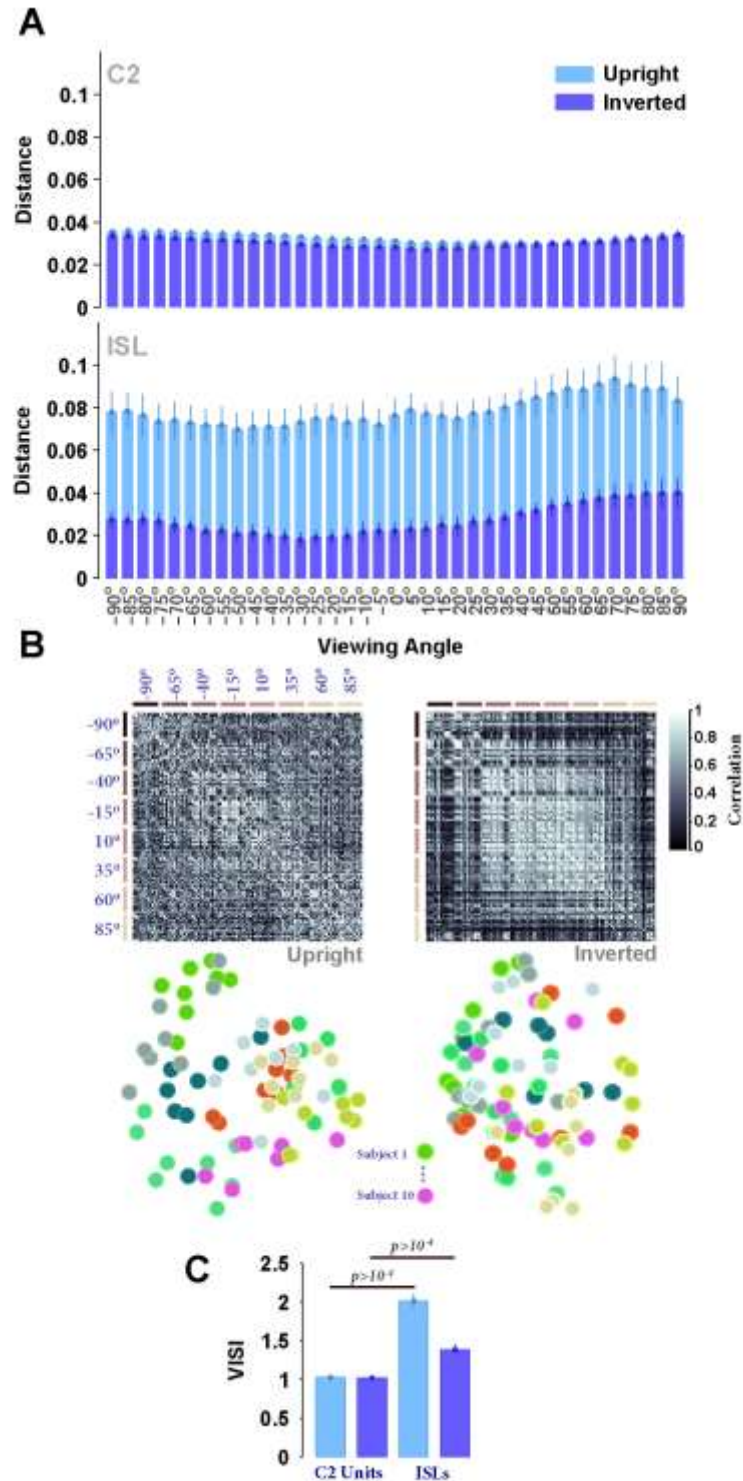 A
C2
Upright
Inverted
0.1
0.08
0.06
0.04
0.02
0
Distance
ISL
0.1
0.08
0.06
0.04
0.02
0
Distance
-90° -85° -80° -75° -70° -65° -60° -55° -50° -45° -40° -35° -30° -25° -20° -15° -10° -5° 0° 5° 10° 15° 20° 25° 30° 35° 40° 45° 50° 55° 60° 65° 70° 75° 80° 85° 90°
Viewing Angle
B
-90° -65° -40° -15° 10° 35° 60° 85°
-90°
-65°
-40°
-15°
10°
35°
60°
85°
1
0.8
0.6
0.4
0.2
0
Correlation
Upright
Inverted
Subject 1
Subject 10
C
p>10⁻⁴
p>10⁻⁴
2.5
2
1.5
1
0.5
0
VISI
C2 Units
ISLs